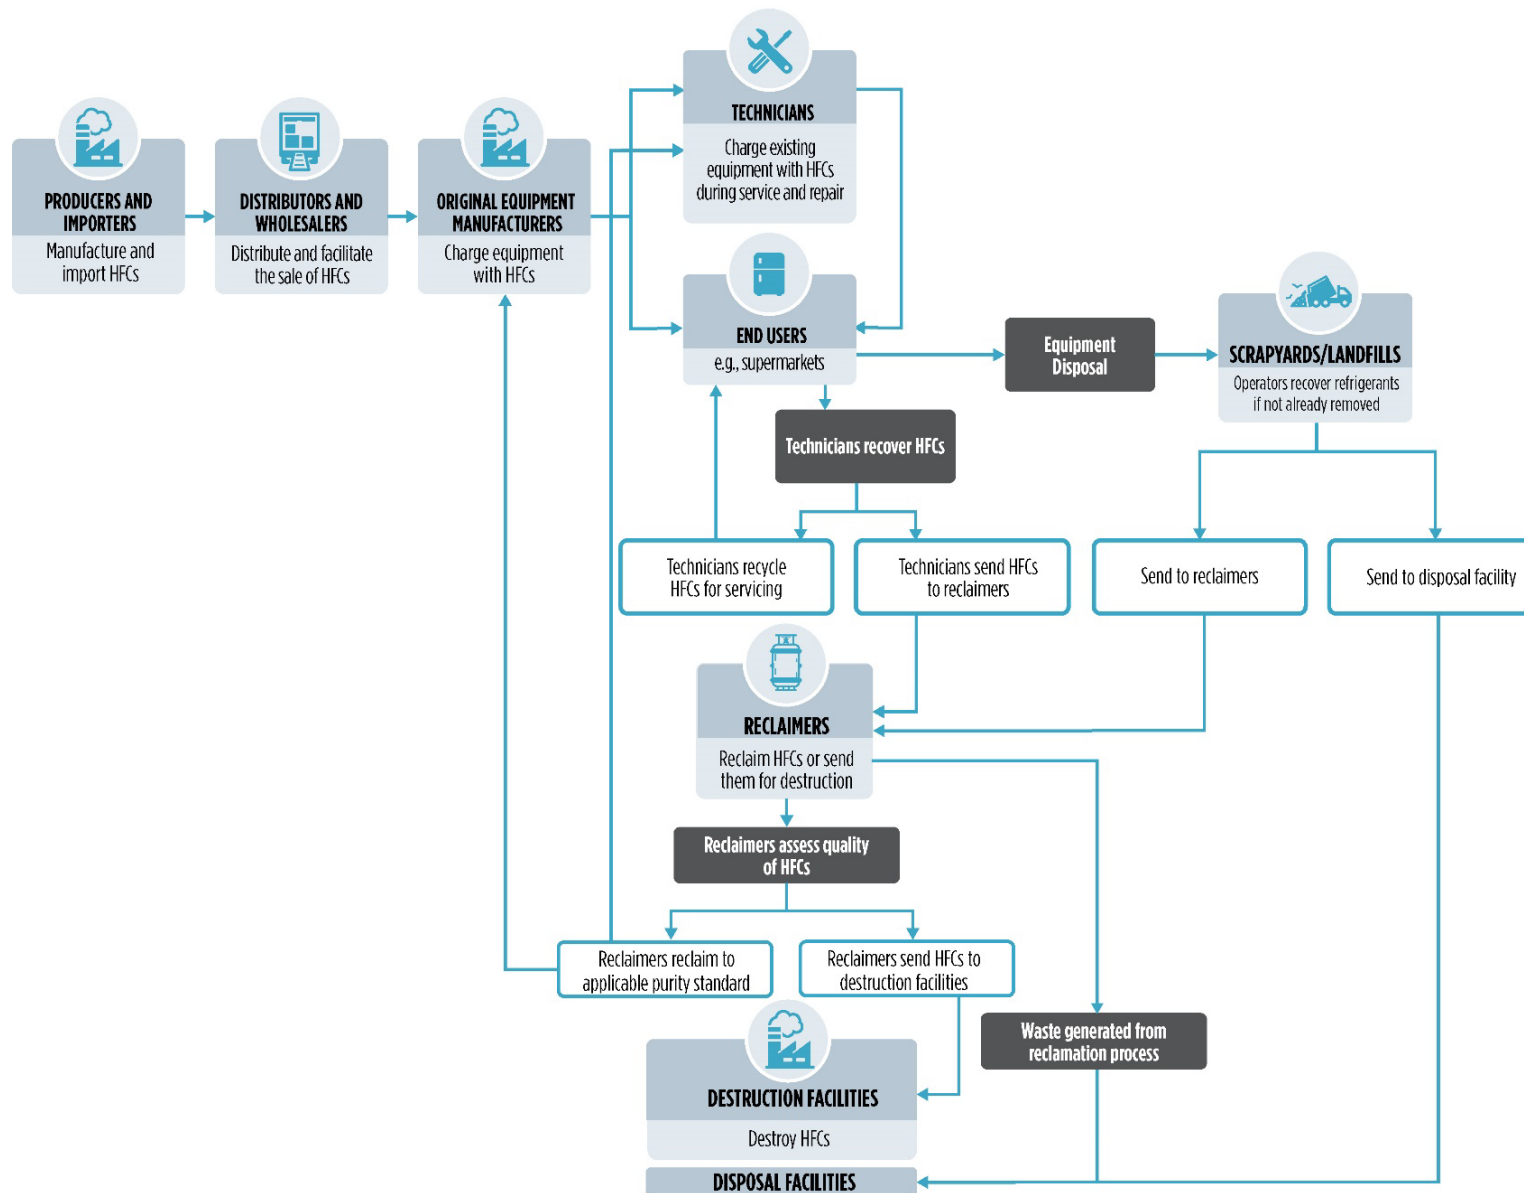 TECHNICIANS
Charge existing
equipment with HFCs
during service and repair
PRODUCERS AND
IMPORTERS
Manufacture and
import HFCs
DISTRIBUTORS AND
WHOLESALERS
Distribute and facilitate
the sale of HFCs
ORIGINAL EQUIPMENT
MANUFACTURERS
Charge equipment
with HFCs
END USERS
e.g., supermarkets
Equipment
Disposal
SCRAPYARDS/LANDFILLS
Operators recover refrigerants
if not already removed
Technicians recover HFCs
Technicians recycle
HFCs for servicing
Technicians send HFCs
to reclaimers
Send to reclaimers
Send to disposal facility
RECLAIMERS
Reclaim HFCs or send
them for destruction
Reclaimers assess quality
of HFCs
Reclaimers reclaim to
applicable purity standard
Reclaimers send HFCs to
destruction facilities
Waste generated from
reclamation process
DESTRUCTION FACILITIES
Destroy HFCs
DISPOSAL FACILITIES